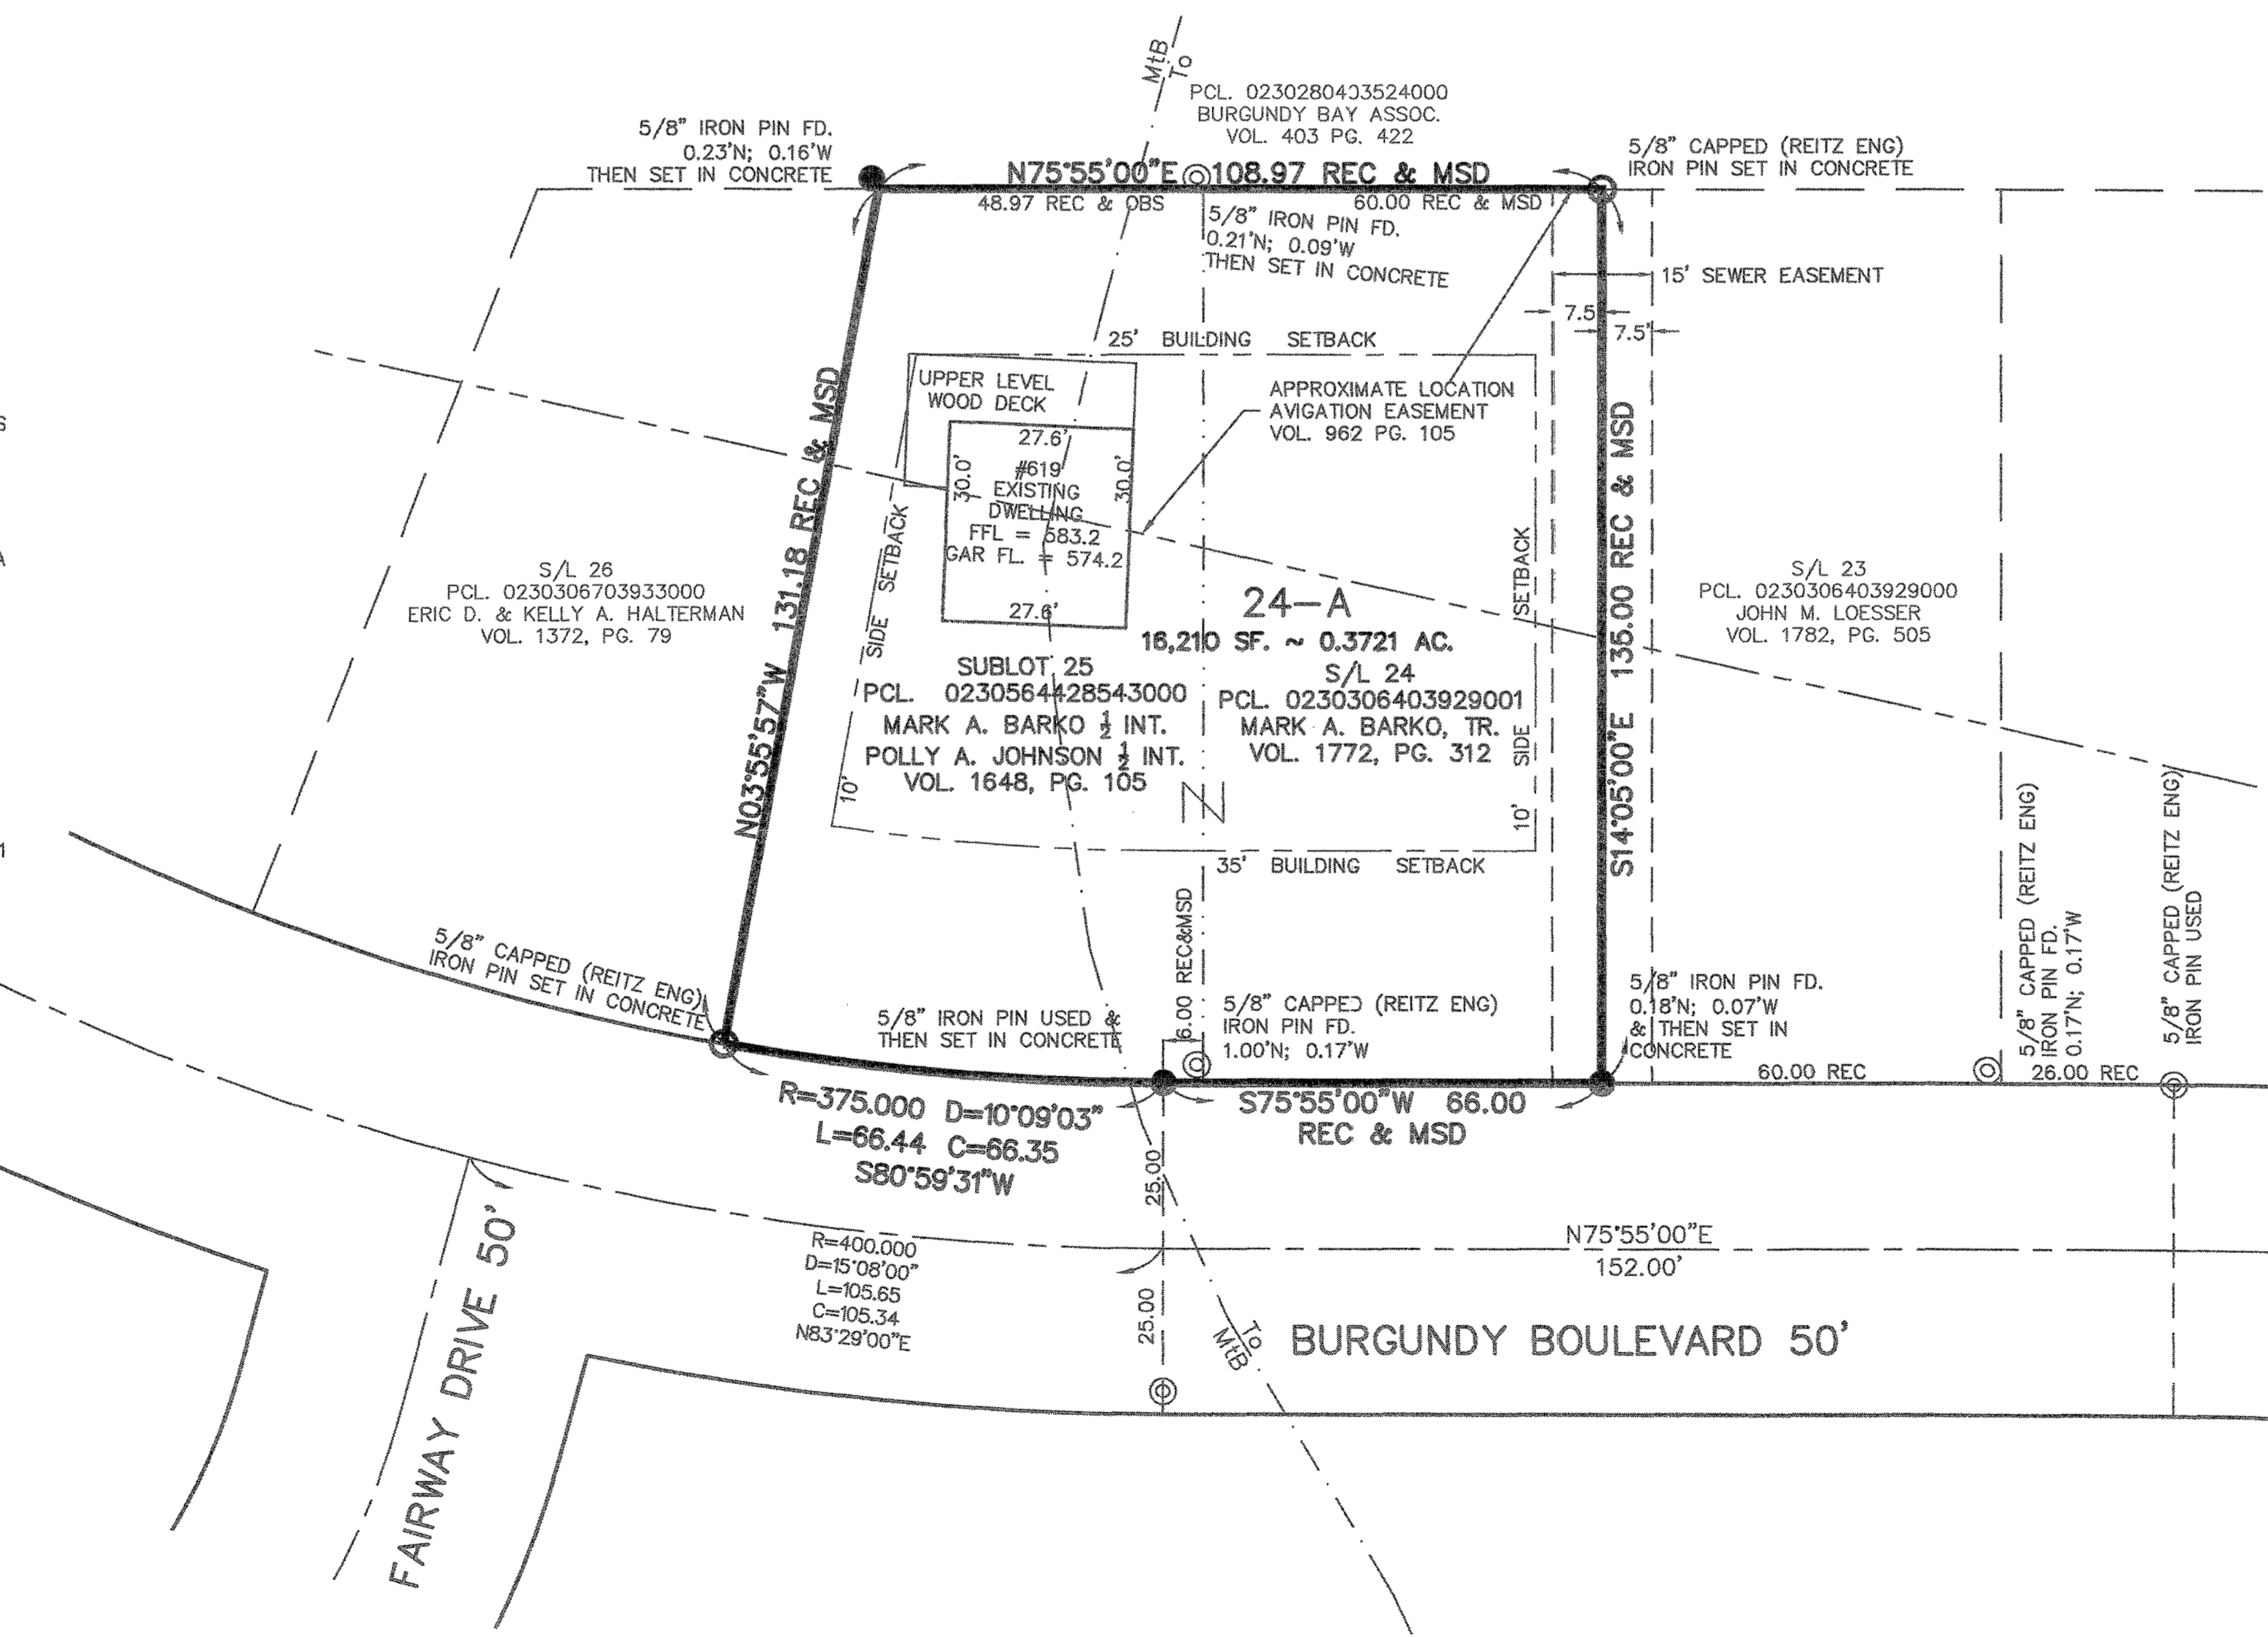 MtB
To
PCL. 0230280403524000
BURGUNDY BAY ASSOC.
VOL. 403 PG. 422
5/8" IRON PIN FD.
0.23'N; 0.16'W
THEN SET IN CONCRETE
N75°55'00"E 108.97 REC & MSD
5/8" CAPPED (REITZ ENG)
IRON PIN SET IN CONCRETE
48.97 REC & OBS
60.00 REC & MSD
5/8" IRON PIN FD.
0.21'N; 0.09'W
THEN SET IN CONCRETE
15' SEWER EASEMENT
7.5'
7.5'
25' BUILDING SETBACK
UPPER LEVEL
WOOD DECK
APPROXIMATE LOCATION
AVIGATION EASEMENT
VOL. 962 PG. 105
27.6'
30.0'
30.0'
#619
EXISTING
DWELLING
FFL = 583.2
GAR FL. = 574.2
27.6'
N03°55'57"W 131.18 REC & MSD
S14°05'00"E 135.00 REC & MSD
10' SIDE SETBACK
10' SIDE SETBACK
S/L 26
PCL. 0230306703933000
ERIC D. & KELLY A. HALTERMAN
VOL. 1372, PG. 79
24-A
16,210 SF. ~ 0.3721 AC.
SUBLOT 25
PCL. 0230564428543000
MARK A. BARKO ½ INT.
POLLY A. JOHNSON ½ INT.
VOL. 1648, PG. 105
S/L 24
PCL. 0230306403929001
MARK A. BARKO, TR.
VOL. 1772, PG. 312
S/L 23
PCL. 0230306403929000
JOHN M. LOESSER
VOL. 1782, PG. 505
S
A
1
Z
35' BUILDING SETBACK
6.00 REC&MSD
5/8" CAPPED (REITZ ENG)
IRON PIN SET IN CONCRETE
5/8" IRON PIN USED &
THEN SET IN CONCRETE
5/8" CAPPED (REITZ ENG)
IRON PIN FD.
1.00'N; 0.17'W
5/8" IRON PIN FD.
0.18'N; 0.07'W
& THEN SET IN
CONCRETE
5/8" CAPPED (REITZ ENG)
IRON PIN FD.
0.17'N; 0.17'W
5/8" CAPPED (REITZ ENG)
IRON PIN USED
60.00 REC
26.00 REC
R=375.000 D=10°09'03"
L=66.44 C=66.35
S80°59'31"W
S75°55'00"W 66.00
REC & MSD
25.00
25.00
R=400.000
D=15°08'00"
L=105.65
C=105.34
N83°29'00"E
N75°55'00"E
152.00'
FAIRWAY DRIVE 50'
To
MtB
BURGUNDY BOULEVARD 50'